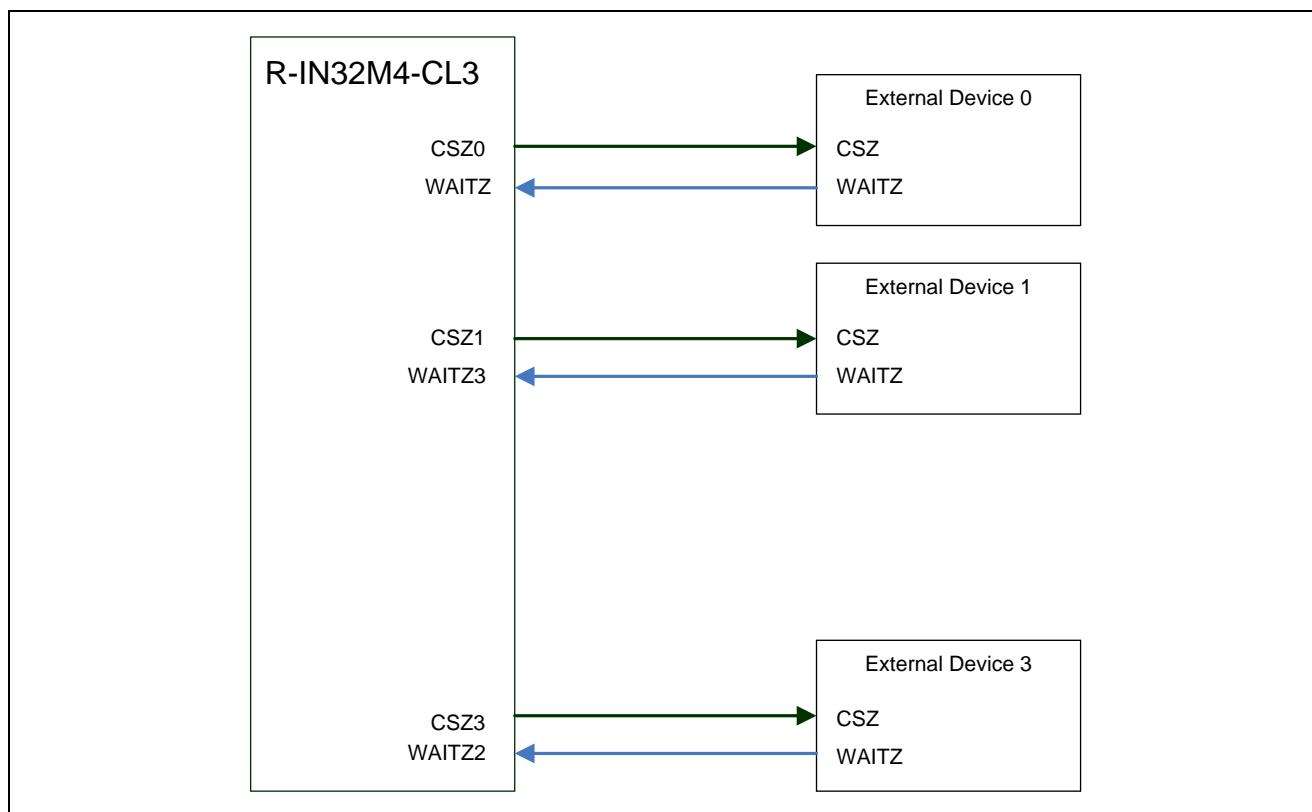 R-IN32M4-CL3
External Device 0
CSZ0
CSZ
WAITZ
WAITZ
External Device 1
CSZ1
CSZ
WAITZ3
WAITZ
External Device 3
CSZ3
CSZ
WAITZ2
WAITZ